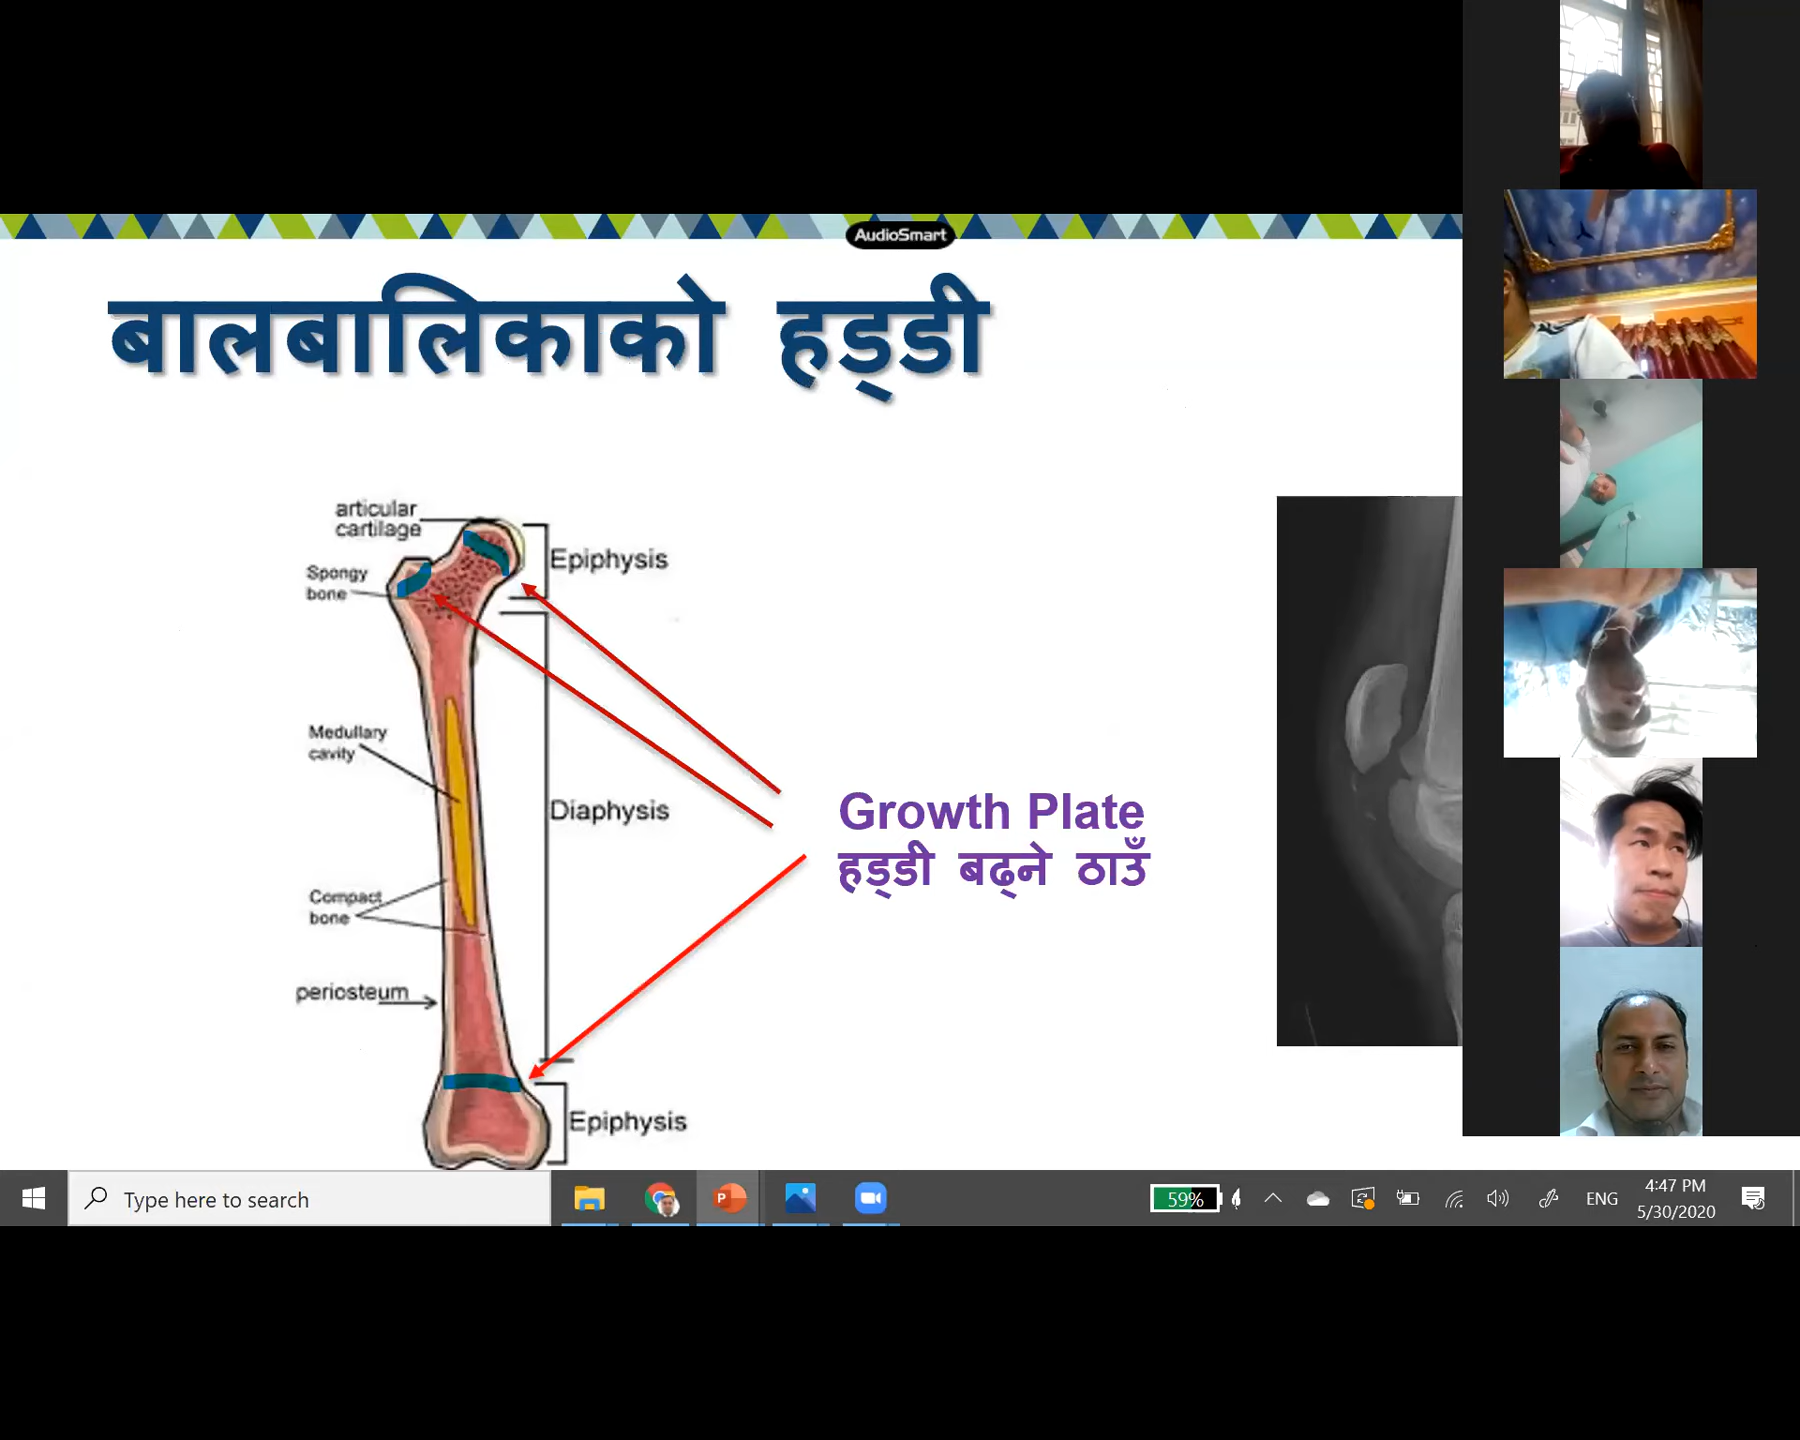 AudioSmart
बालबालिकाको हड्डी
articular
cartilage
Epiphysis
Spongy
bone
Medullary
cavity
Diaphysis
Growth Plate
हड्डी बढ्ने ठाउँ
Compact
bone
periosteum
Epiphysis
Type here to search
59%
ENG
4:47 PM
5/30/2020